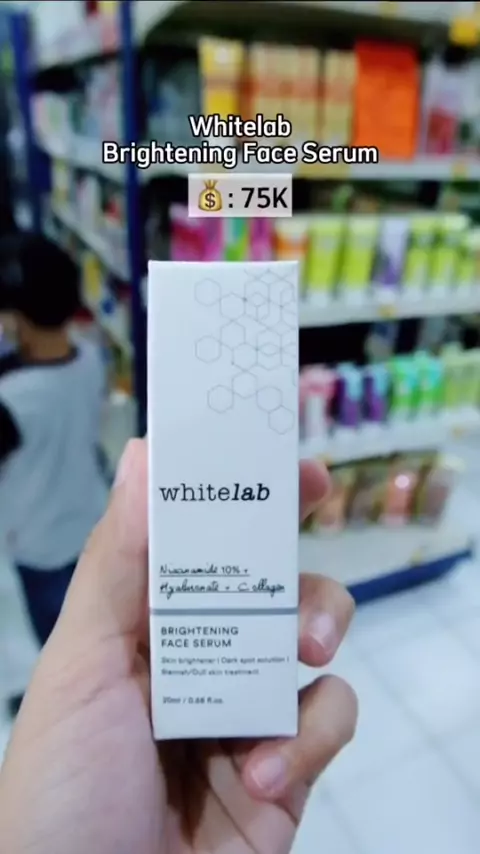 Whitelab
Brightening Face Serum
💰: 75K
whitelab
Niacinamide 10% +
Hyaluronate + Collagen
BRIGHTENING
FACE SERUM
Skin brightener | Dark spot solution |
Blemish/Dull skin treatment
20ml / 0.68 fl.oz.